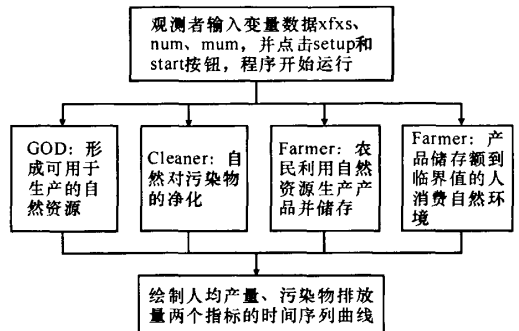 观测者输入变量数据xfxs、
num、mum，并点击setup和
start按钮，程序开始运行
GOD：形
成可用于
生产的自
然资源
Cleaner：自
然对污染物
的净化
Farmer：农
民利用自然
资源生产产
品并储存
Farmer：产
品储存额到
临界值的人
消费自然环
境
绘制人均产量、污染物排放
量两个指标的时间序列曲线